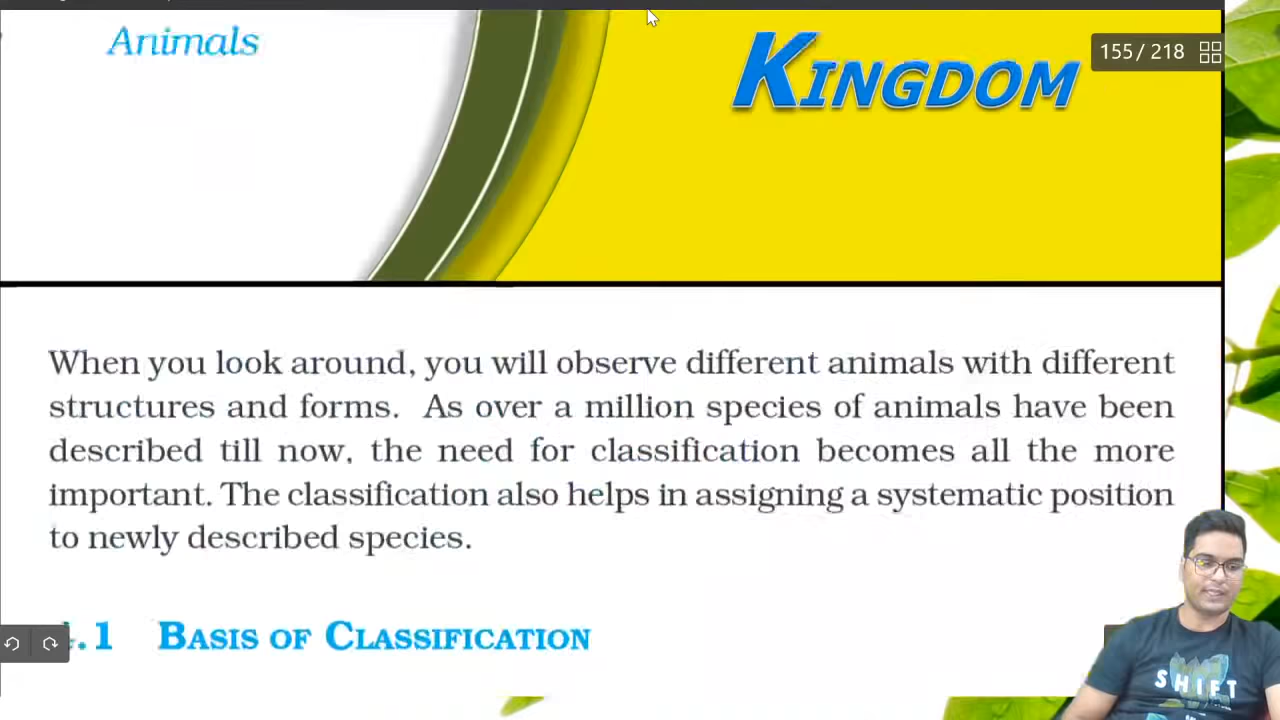 Animals
KINGDOM
155 / 218
When you look around, you will observe different animals with different
structures and forms. As over a million species of animals have been
described till now, the need for classification becomes all the more
important. The classification also helps in assigning a systematic position
to newly described species.
.1 BASIS OF CLASSIFICATION
SHIFT